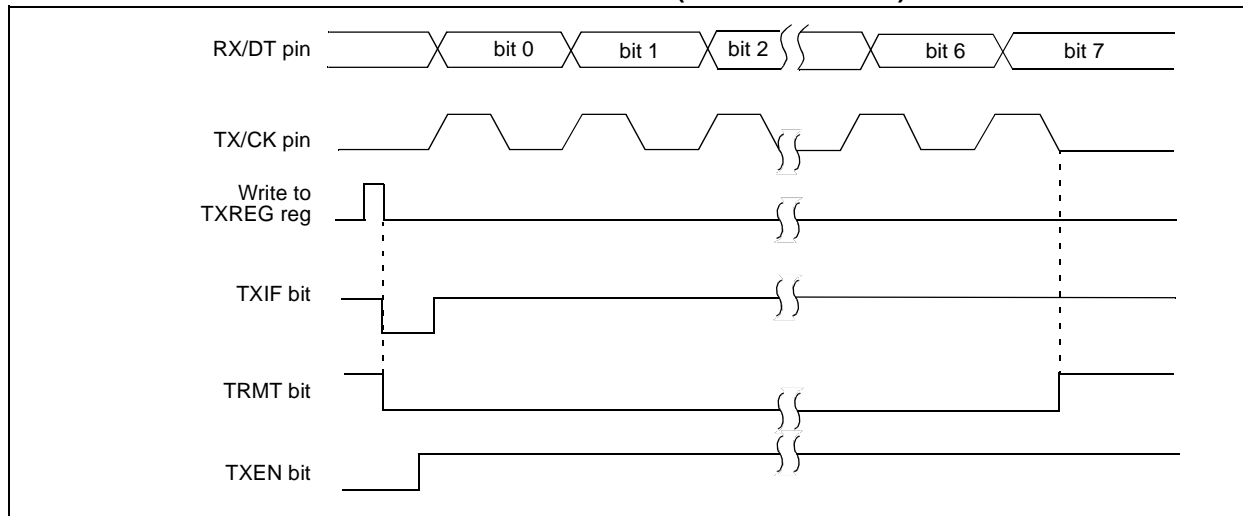 RX/DT pin
bit 0
bit 1
bit 2
bit 6
bit 7
TX/CK pin
Write to
TXREG reg
TXIF bit
TRMT bit
TXEN bit